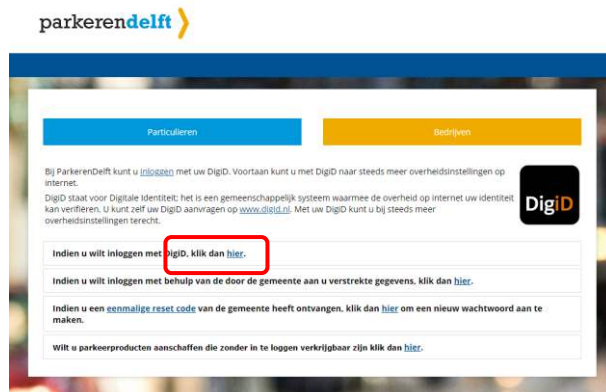 parkerendelft
Particulieren
Bedrijven
Bij ParkerenDelft kunt u inloggen met uw DigiD. Voortaan kunt u met DigiD naar steeds meer overheidsinstellingen op
internet.
DigiD staat voor Digitale Identiteit; het is een gemeenschappelijk systeem waarmee de overheid op internet uw identiteit
kan verifiëren. U kunt zelf uw DigiD aanvragen op www.digid.nl. Met uw DigiD kunt u bij steeds meer
overheidsinstellingen terecht.
DigiD
Indien u wilt inloggen met DigiD, klik dan hier.
Indien u wilt inloggen met behulp van de door de gemeente aan u verstrekte gegevens, klik dan hier.
Indien u een eenmalige reset code van de gemeente heeft ontvangen, klik dan hier om een nieuw wachtwoord aan te
maken.
Wilt u parkeerproducten aanschaffen die zonder in te loggen verkrijgbaar zijn klik dan hier.